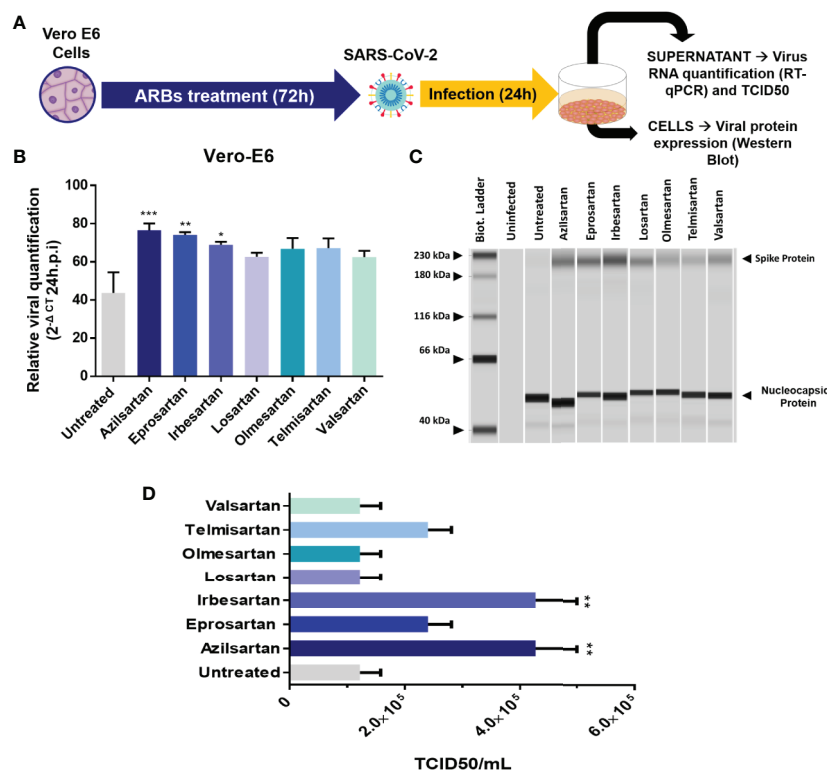 A
Vero E6
Cells
ARBs treatment (72h)
SARS-CoV-2
Infection (24h)
SUPERNATANT → Virus
RNA quantification (RT-
qPCR) and TCID50
CELLS → Viral protein
expression (Western
Blot)
B
Vero-E6
Relative viral quantification
(2-Δ CT 24h.p.i)
100
80
60
40
20
0
***
**
*
Untreated
Azilsartan
Eprosartan
Irbesartan
Losartan
Olmesartan
Telmisartan
Valsartan
C
Biot. Ladder
Uninfected
Untreated
Azilsartan
Eprosartan
Irbesartan
Losartan
Olmesartan
Telmisartan
Valsartan
230 kDa
180 kDa
116 kDa
66 kDa
40 kDa
Spike Protein
Nucleocapsid
Protein
D
Valsartan
Telmisartan
Olmesartan
Losartan
Irbesartan
Eprosartan
Azilsartan
Untreated
**
**
0
2.0×10⁵
4.0×10⁵
6.0×10⁵
TCID50/mL